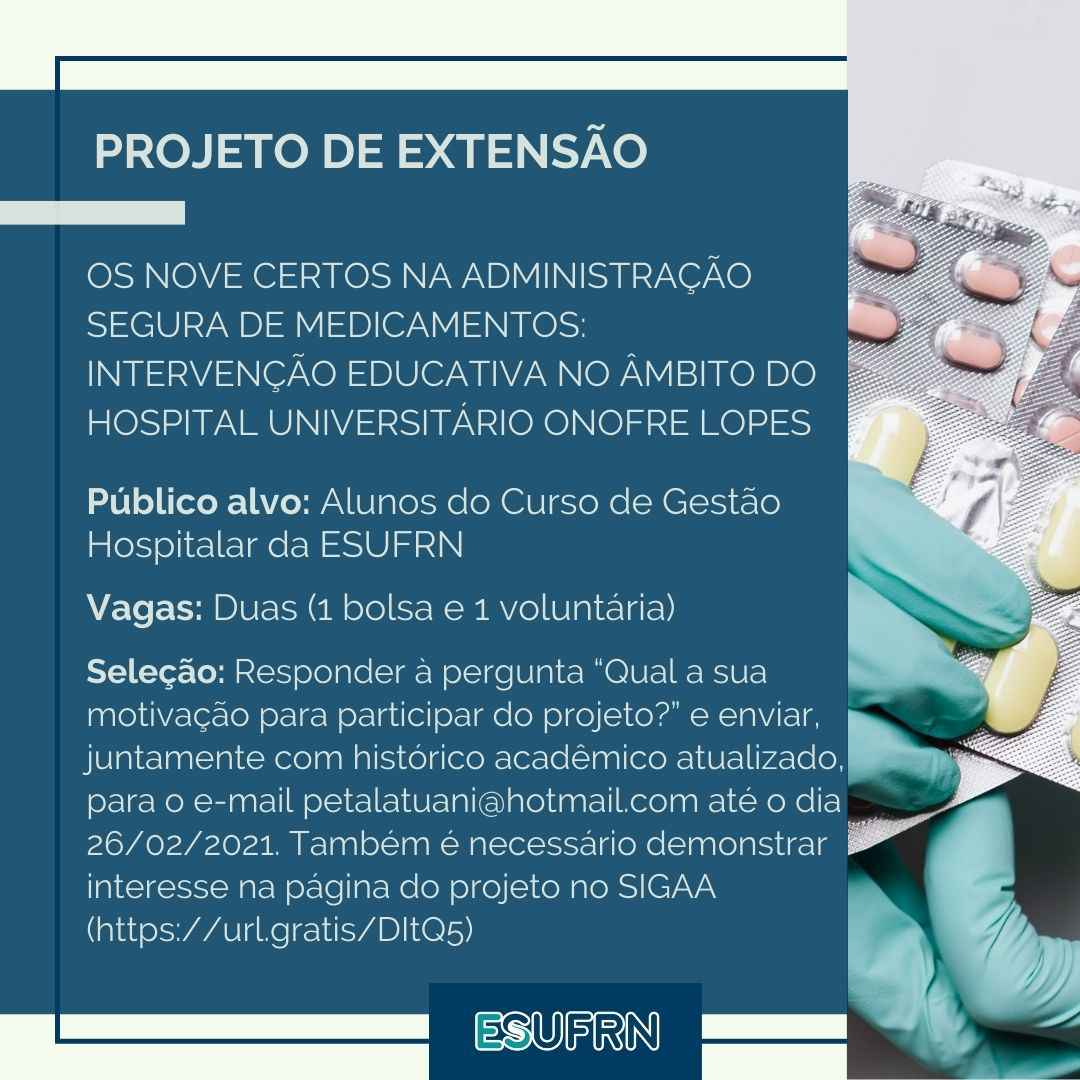 PROJETO DE EXTENSÃO
OS NOVE CERTOS NA ADMINISTRAÇÃO
SEGURA DE MEDICAMENTOS:
INTERVENÇÃO EDUCATIVA NO ÂMBITO DO
HOSPITAL UNIVERSITÁRIO ONOFRE LOPES
Público alvo: Alunos do Curso de Gestão
Hospitalar da ESUFRN
Vagas: Duas (1 bolsa e 1 voluntária)
Seleção: Responder à pergunta “Qual a sua
motivação para participar do projeto?” e enviar,
juntamente com histórico acadêmico atualizado,
para o e-mail petalatuani@hotmail.com até o dia
26/02/2021. Também é necessário demonstrar
interesse na página do projeto no SIGAA
(https://url.gratis/DItQ5)
ESUFRN